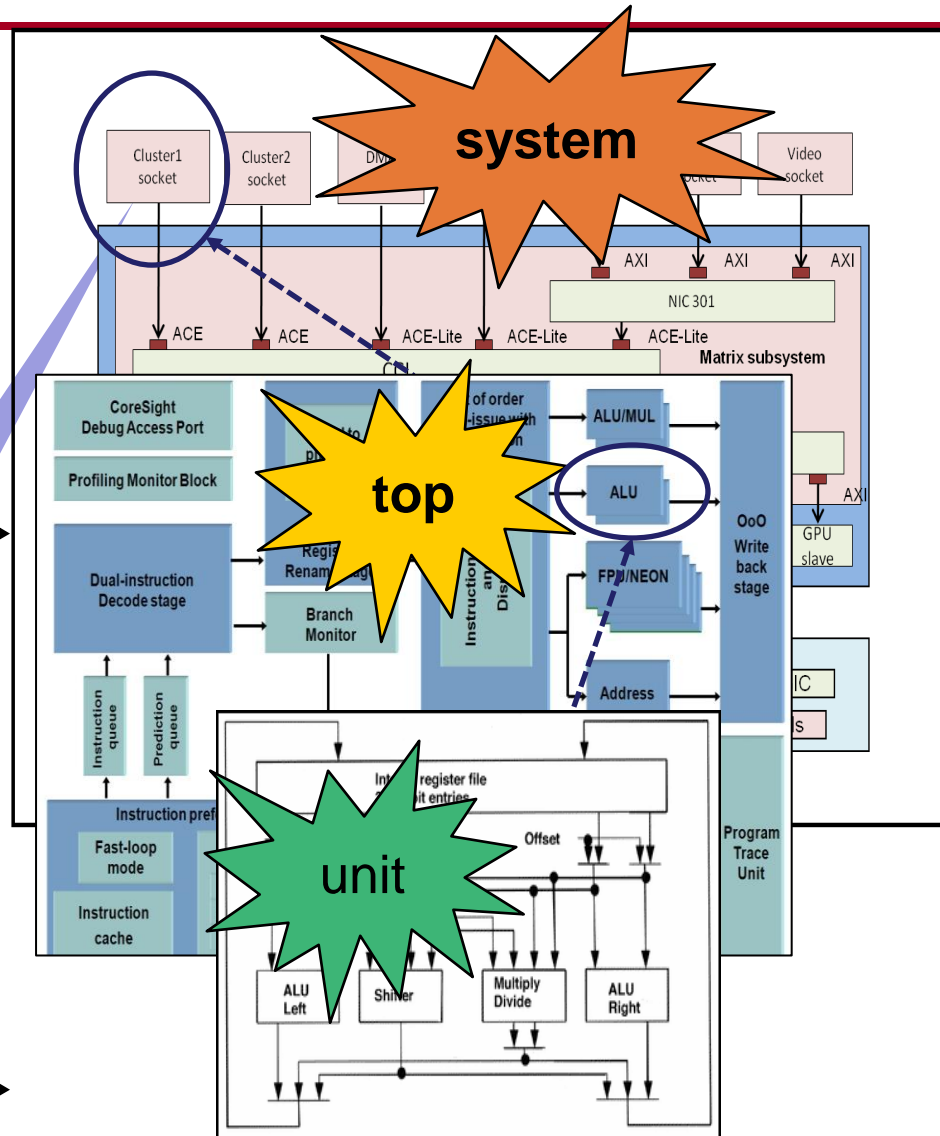 system
Cluster1
socket
Cluster2
socket
Video
socket
AXI
AXI
AXI
NIC 301
ACE
ACE
ACE-Lite
ACE-Lite
ACE-Lite
Matrix subsystem
AXI
GPU
slave
top
CoreSight
Debug Access Port
Profiling Monitor Block
Dual-instruction
Decode stage
Branch
Monitor
of order
ALU/MUL
ALU
FPU/NEON
Address
OoO
Write
back
stage
Instruction
queue
Prediction
queue
Fast-loop
mode
Instruction
cache
Program
Trace
Unit
unit
register file
entries
Offset
ALU
Left
Shifter
Multiply
Divide
ALU
Right